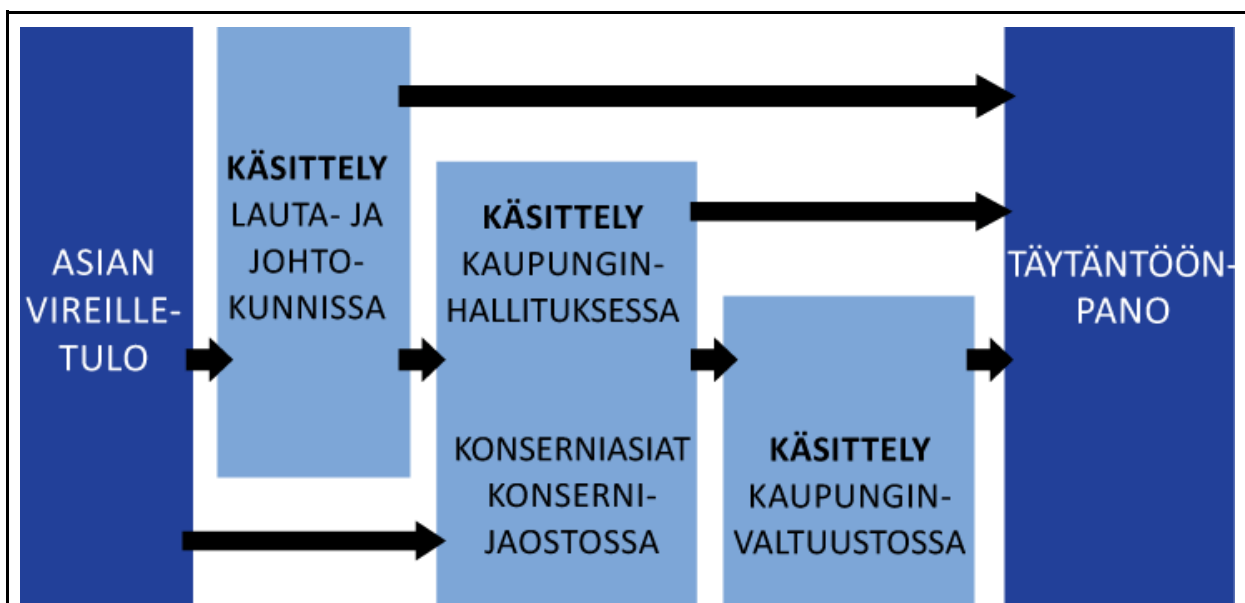 ASIAN
VIREILLE-
TULO
KÄSITTELY
LAUTA- JA
JOHTO-
KUNNISSA
KÄSITTELY
KAUPUNGIN-
HALLITUKSESSA
KONSERNIASIAT
KONSERNI-
JAOSTOSSA
KÄSITTELY
KAUPUNGIN-
VALTUUSTOSSA
TÄYTÄNTÖÖN-
PANO